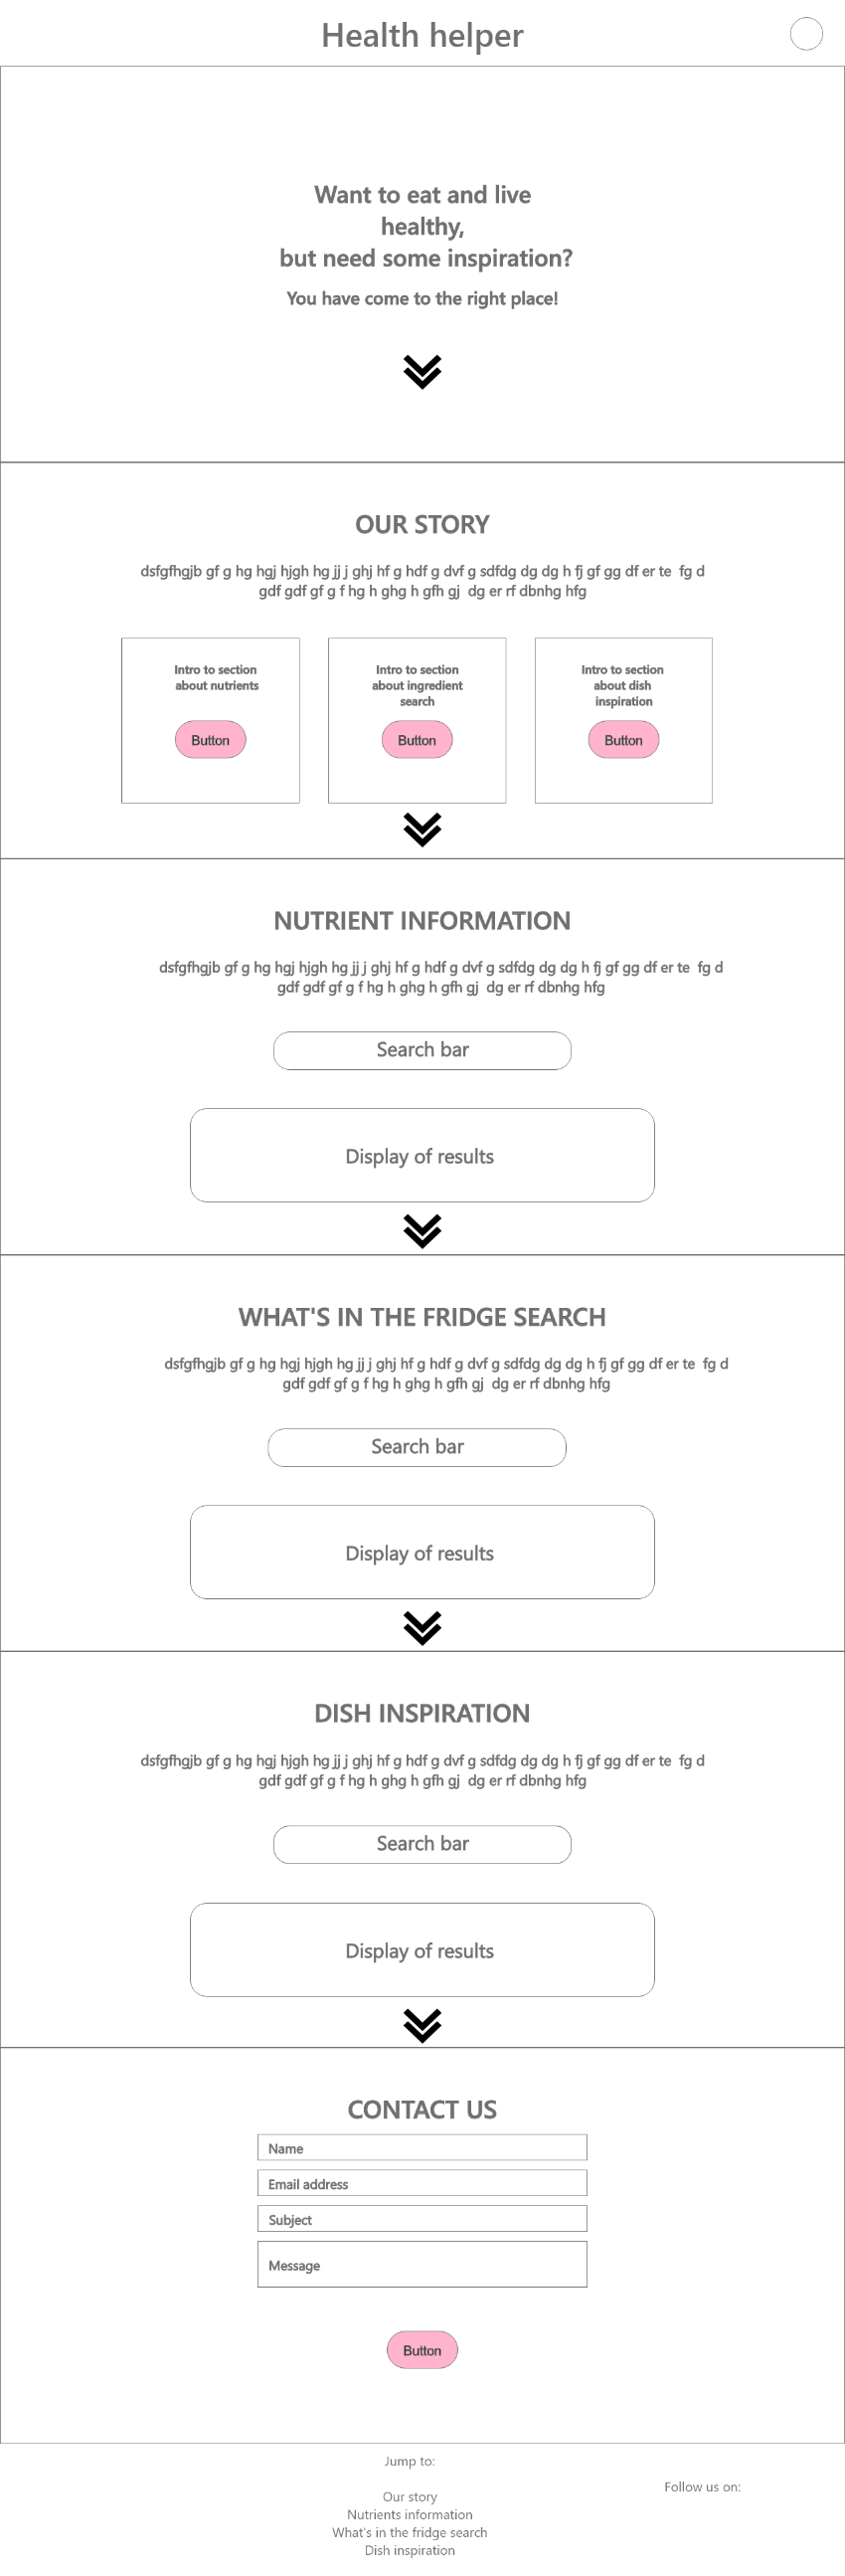 Health helper
Want to eat and live
healthy,
but need some inspiration?
You have come to the right place!
OUR STORY
dsfgfhgjb gf g hg hgj hjgh hg jj j ghj hf g hdf g dvf g sdfdg dg dg h fj gf gg df er te fg d
gdf gdf gf g f hg h ghg h gfh gj dg er rf dbnhg hfg
Intro to section
about nutrients
Button
Intro to section
about ingredient
search
Button
Intro to section
about dish
inspiration
Button
NUTRIENT INFORMATION
dsfgfhgjb gf g hg hgj hjgh hg jj j ghj hf g hdf g dvf g sdfdg dg dg h fj gf gg df er te fg d
gdf gdf gf g f hg h ghg h gfh gj dg er rf dbnhg hfg
Search bar
Display of results
WHAT'S IN THE FRIDGE SEARCH
dsfgfhgjb gf g hg hgj hjgh hg jj j ghj hf g hdf g dvf g sdfdg dg dg h fj gf gg df er te fg d
gdf gdf gf g f hg h ghg h gfh gj dg er rf dbnhg hfg
Search bar
Display of results
DISH INSPIRATION
dsfgfhgjb gf g hg hgj hjgh hg jj j ghj hf g hdf g dvf g sdfdg dg dg h fj gf gg df er te fg d
gdf gdf gf g f hg h ghg h gfh gj dg er rf dbnhg hfg
Search bar
Display of results
CONTACT US
Name
Email address
Subject
Message
Button
Jump to:
Our story
Nutrients information
What's in the fridge search
Dish inspiration
Follow us on: